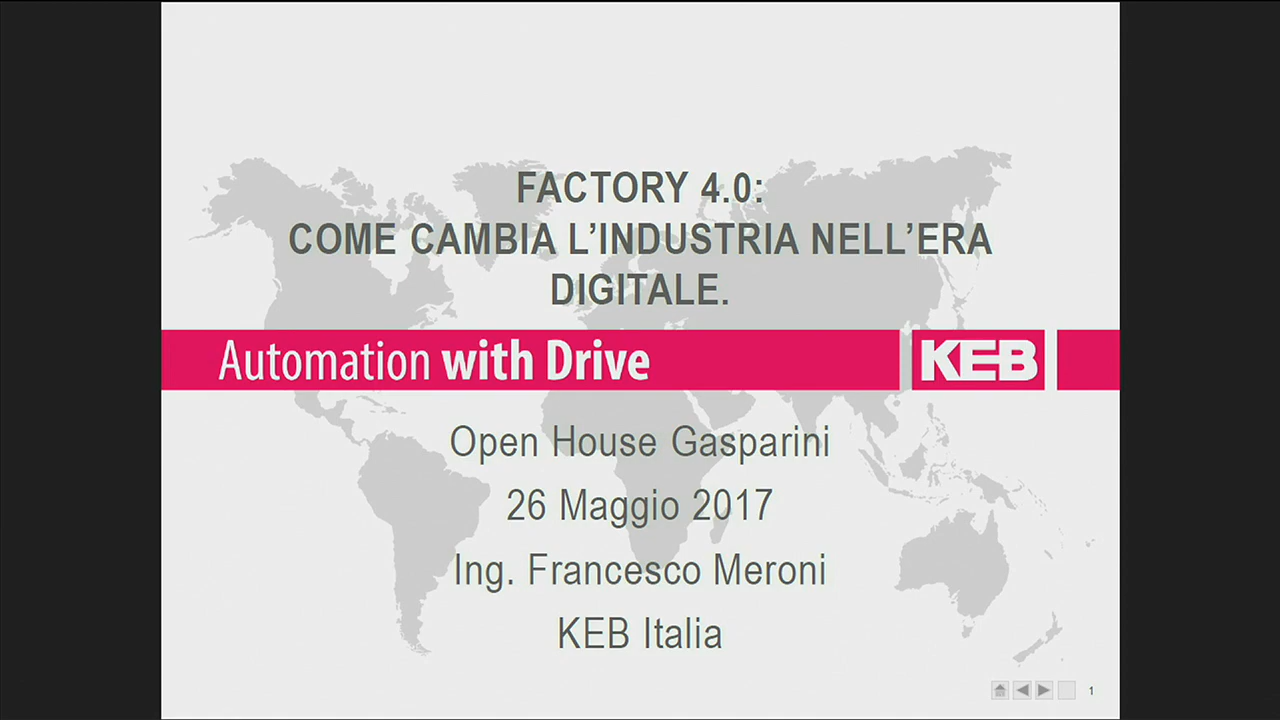 FACTORY 4.0:
COME CAMBIA L'INDUSTRIA NELL'ERA
DIGITALE.
Automation with Drive
KEB
Open House Gasparini
26 Maggio 2017
Ing. Francesco Meroni
KEB Italia
1